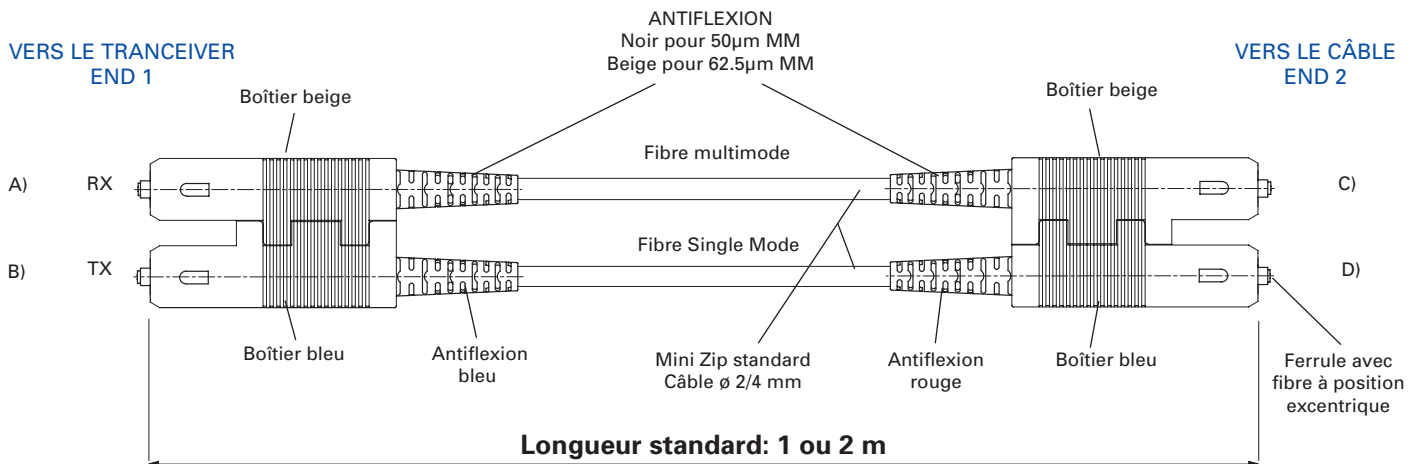 ANTIFLEXION
Noir pour 50µm MM
Beige pour 62.5µm MM
VERS LE TRANCEIVER
END 1
VERS LE CÂBLE
END 2
Boîtier beige
Boîtier beige
Fibre multimode
A)
RX
C)
Fibre Single Mode
B)
TX
D)
Boîtier bleu
Antiflexion
bleu
Mini Zip standard
Câble ø 2/4 mm
Antiflexion
rouge
Boîtier bleu
Ferrule avec
fibre à position
excentrique
Longueur standard: 1 ou 2 m